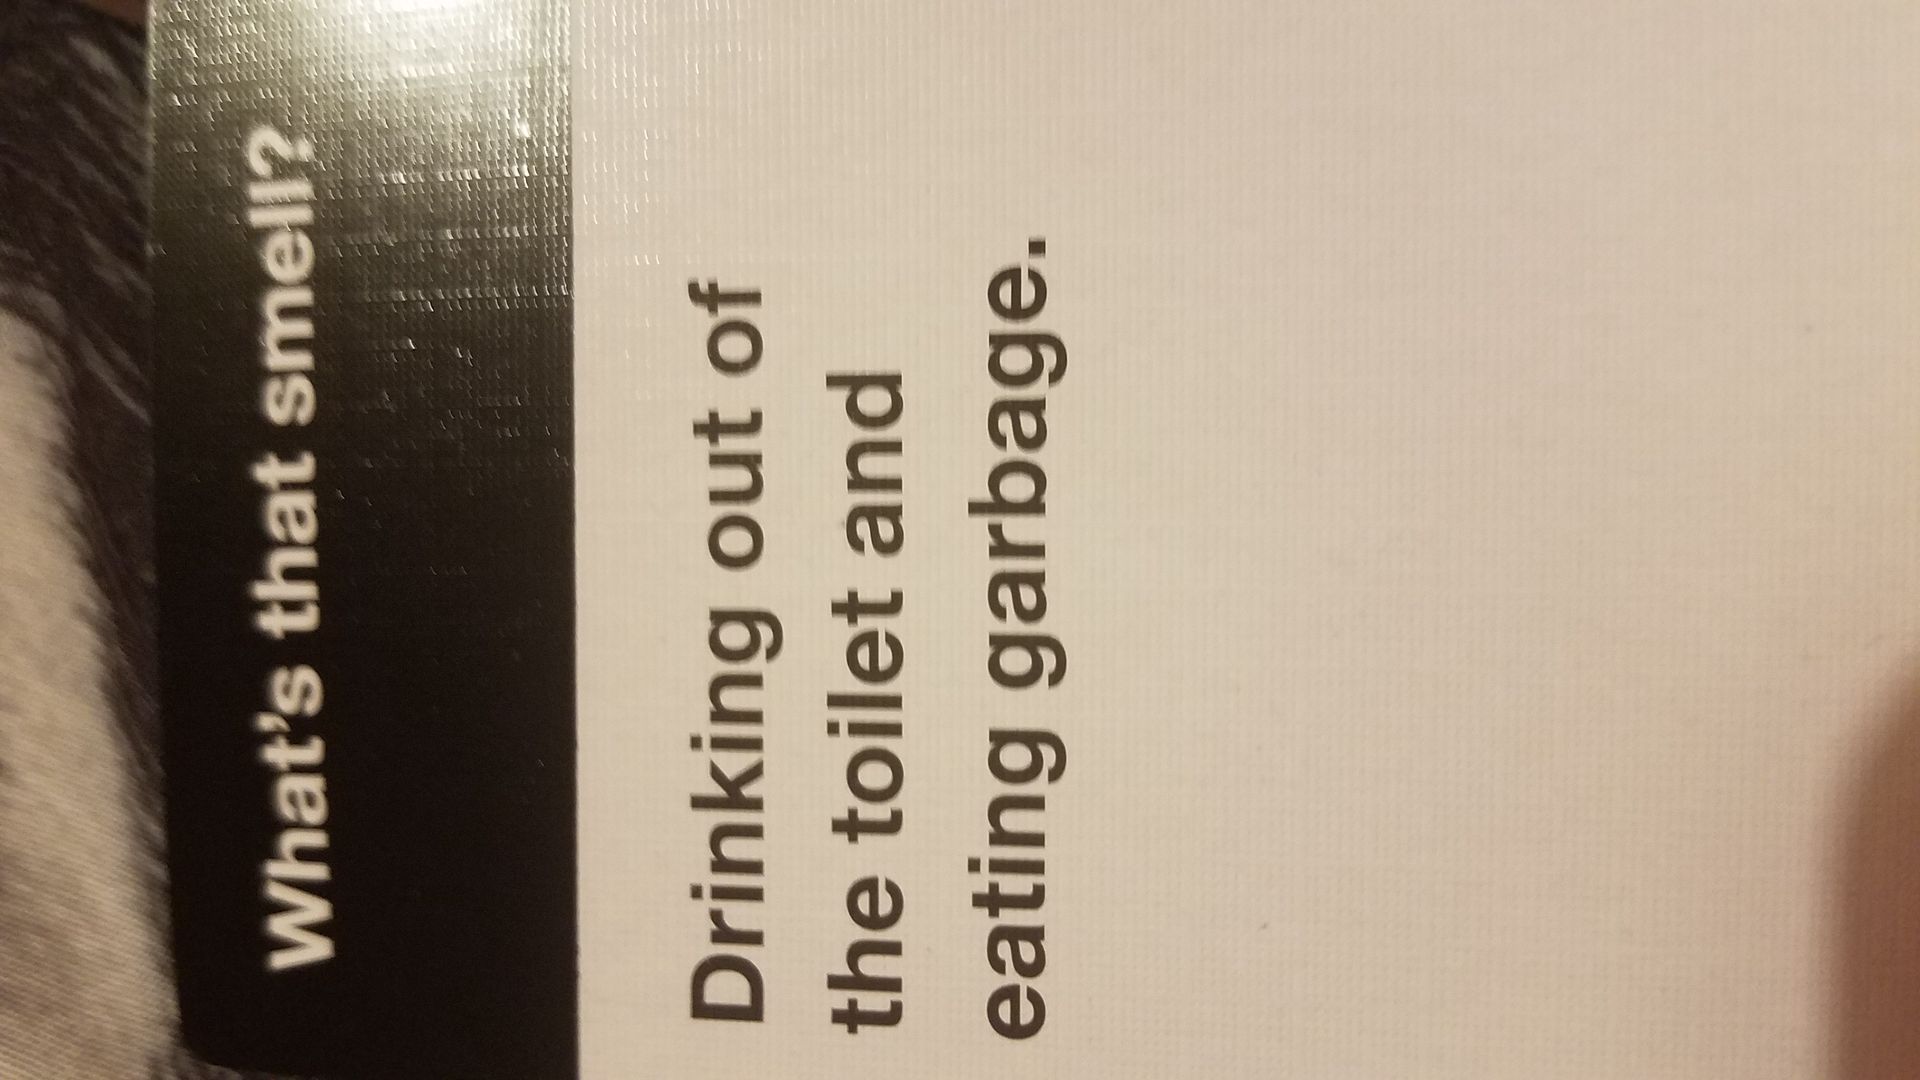 What's that smell?
Drinking out of
the toilet and
eating garbage.